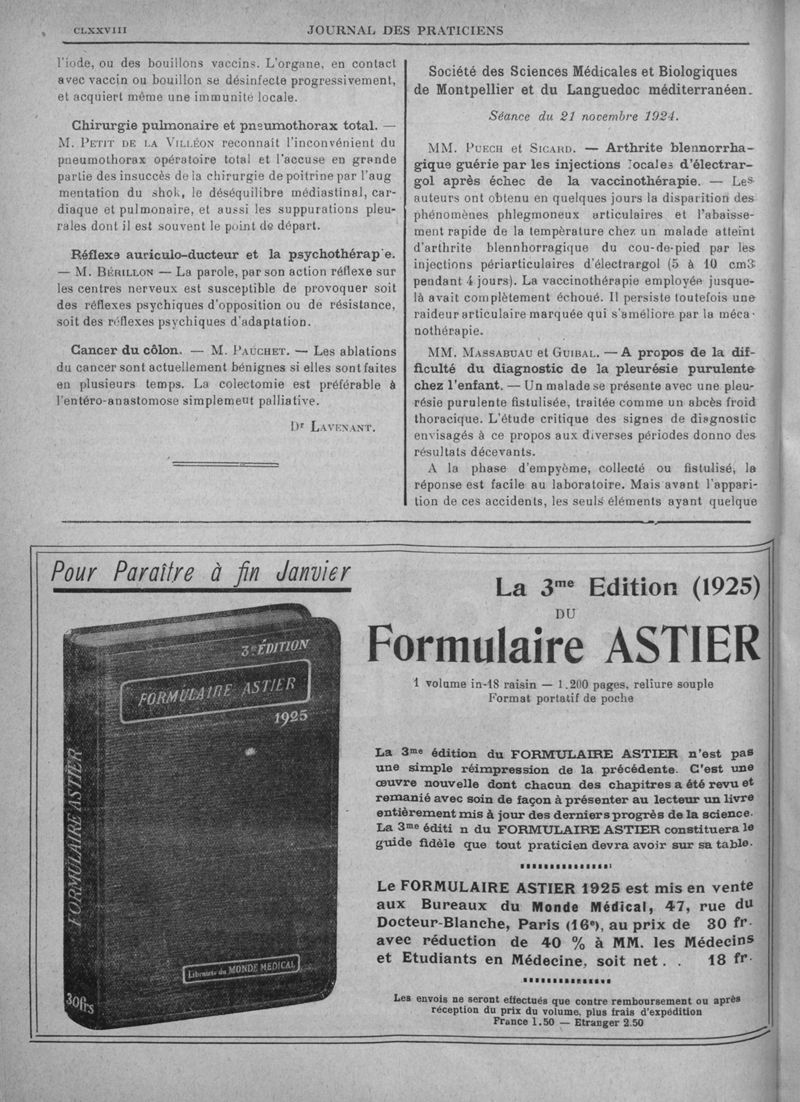 CLXXVIII
JOURNAL DES PRATICIENS
l'iode, ou des bouillons vaccins. L'organe, en contact
avec vaccin ou bouillon se désinfecte progressivement,
et acquiert même une immunité locale.
Chirurgie pulmonaire et pneumothorax total. —
M. PETIT DE LA VILLÉON reconnait l'inconvénient du
pneumothorax opératoire total et l'accuse en grande
partie des insuccès de la chirurgie de poitrine par l'aug
mentation du shok, le déséquilibre médiastinal, car-
diaque et pulmonaire, et aussi les suppurations pleu-
rales dont il est souvent le point de départ.
Réflexe auriculo-ducteur et la psychothérap e.
— M. BÉRILLON — La parole, par son action réflexe sur
les centres nerveux est susceptible de provoquer soit
des réflexes psychiques d'opposition ou de résistance,
soit des réflexes psychiques d'adaptation.
Cancer du côlon. — M. PAUCHET. — Les ablations
du cancer sont actuellement bénignes si elles sont faites
en plusieurs temps. La colectomie est préférable à
l'entéro-anastomose simplement palliative.
Dr LAVENANT.
Société des Sciences Médicales et Biologiques
de Montpellier et du Languedoc méditerranéen.
Séance du 21 novembre 1924.
MM. PUECH et SICARD. — Arthrite blennorrha-
gique guérie par les injections locales d'électrar-
gol après échec de la vaccinothérapie. — Les
auteurs ont obtenu en quelques jours la disparition des
phénomènes phlegmoneux articulaires et l'abaisse-
ment rapide de la température chez un malade atteint
d'arthrite blennhorragique du cou-de-pied par les
injections périarticulaires d'électrargol (5 à 10 cm3
pendant 4 jours). La vaccinothérapie employée jusque-
là avait complètement échoué. Il persiste toutefois une
raideur articulaire marquée qui s'améliore par la méca-
nothérapie.
MM. MASSABUAU et GUIBAL. — A propos de la dif-
ficulté du diagnostic de la pleurésie purulente
chez l'enfant. — Un malade se présente avec une pleu-
résie purulente fistulisée, traitée comme un abcès froid
thoracique. L'étude critique des signes de diagnostic
envisagés à ce propos aux diverses périodes donno des
résultats décevants.
A la phase d'empyème, collecté ou fistulisé, la
réponse est facile au laboratoire. Mais avant l'appari-
tion de ces accidents, les seuls éléments ayant quelque
Pour Paraître à fin Janvier
3e ÉDITION
FORMULAIRE ASTIER
1925
FORMULAIRE ASTIER
Librairie du MONDE MEDICAL
30frs
La 3me Edition (1925)
DU
Formulaire ASTIER
1 volume in-18 raisin — 1.200 pages, reliure souple
Format portatif de poche
La 3me édition du FORMULAIRE ASTIER n'est pas
une simple réimpression de la précédente. C'est une
œuvre nouvelle dont chacun des chapitres a été revu et
remanié avec soin de façon à présenter au lecteur un livre
entièrement mis à jour des derniers progrès de la science.
La 3me éditi n du FORMULAIRE ASTIER constituera le
guide fidèle que tout praticien devra avoir sur sa table.
Le FORMULAIRE ASTIER 1925 est mis en vente
aux Bureaux du Monde Médical, 47, rue du
Docteur-Blanche, Paris (16e), au prix de 30 fr.
avec réduction de 40 % à MM. les Médecins
et Etudiants en Médecine, soit net . . 18 fr.
Les envois ne seront effectués que contre remboursement ou après
réception du prix du volume, plus frais d'expédition
France 1.50 — Etranger 2.50